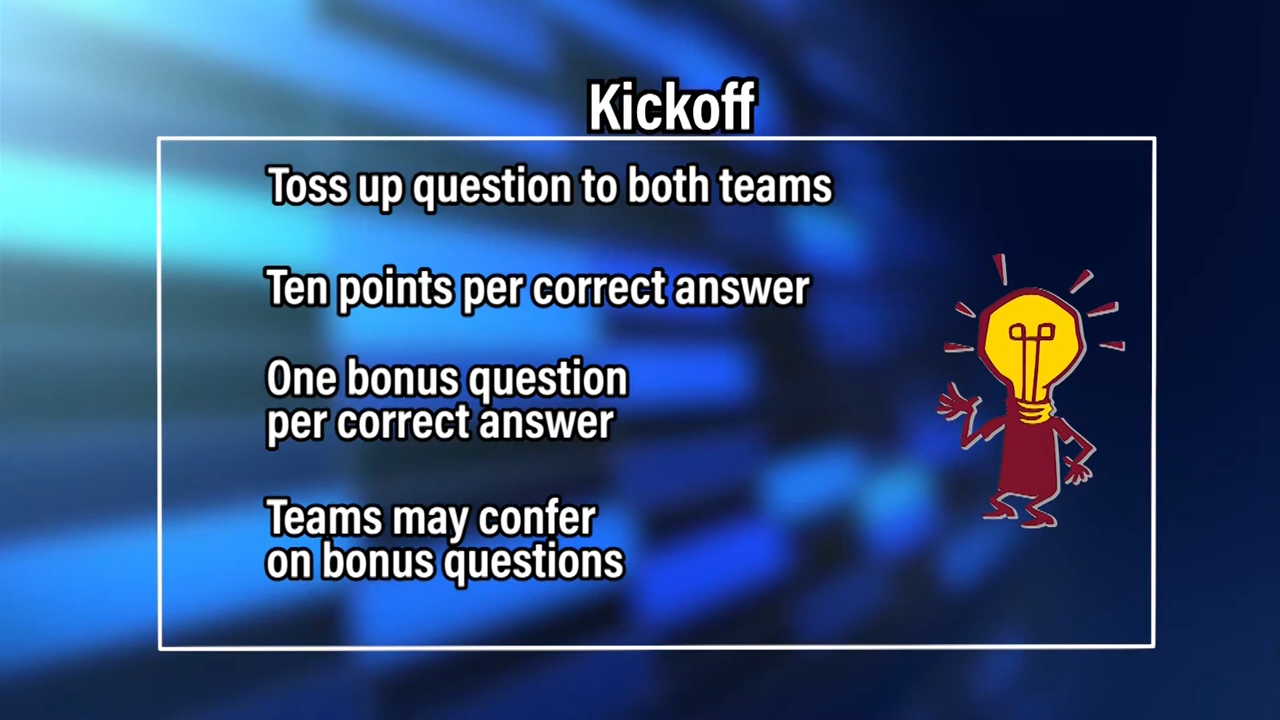 Kickoff
Toss up question to both teams
Ten points per correct answer
One bonus question
per correct answer
Teams may confer
on bonus questions